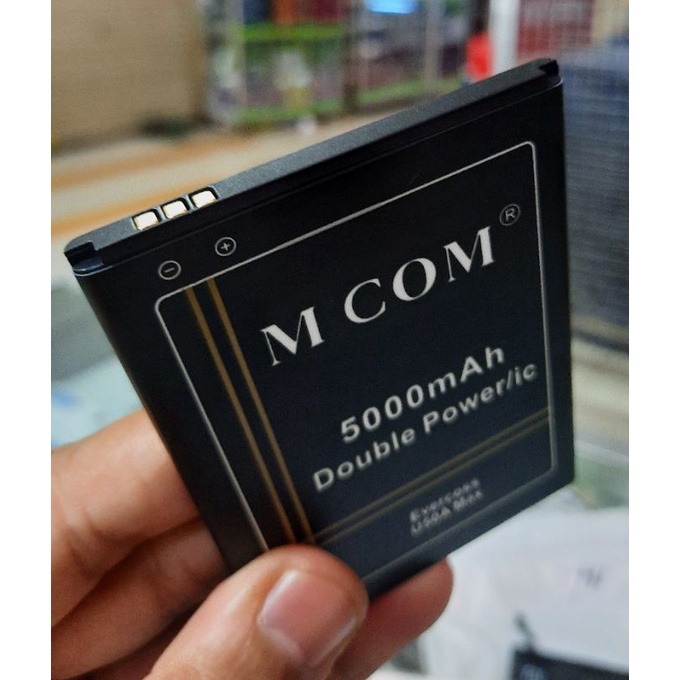 M COM ®
5000mAh
Double Power/ic
Evercoss
U50A Max